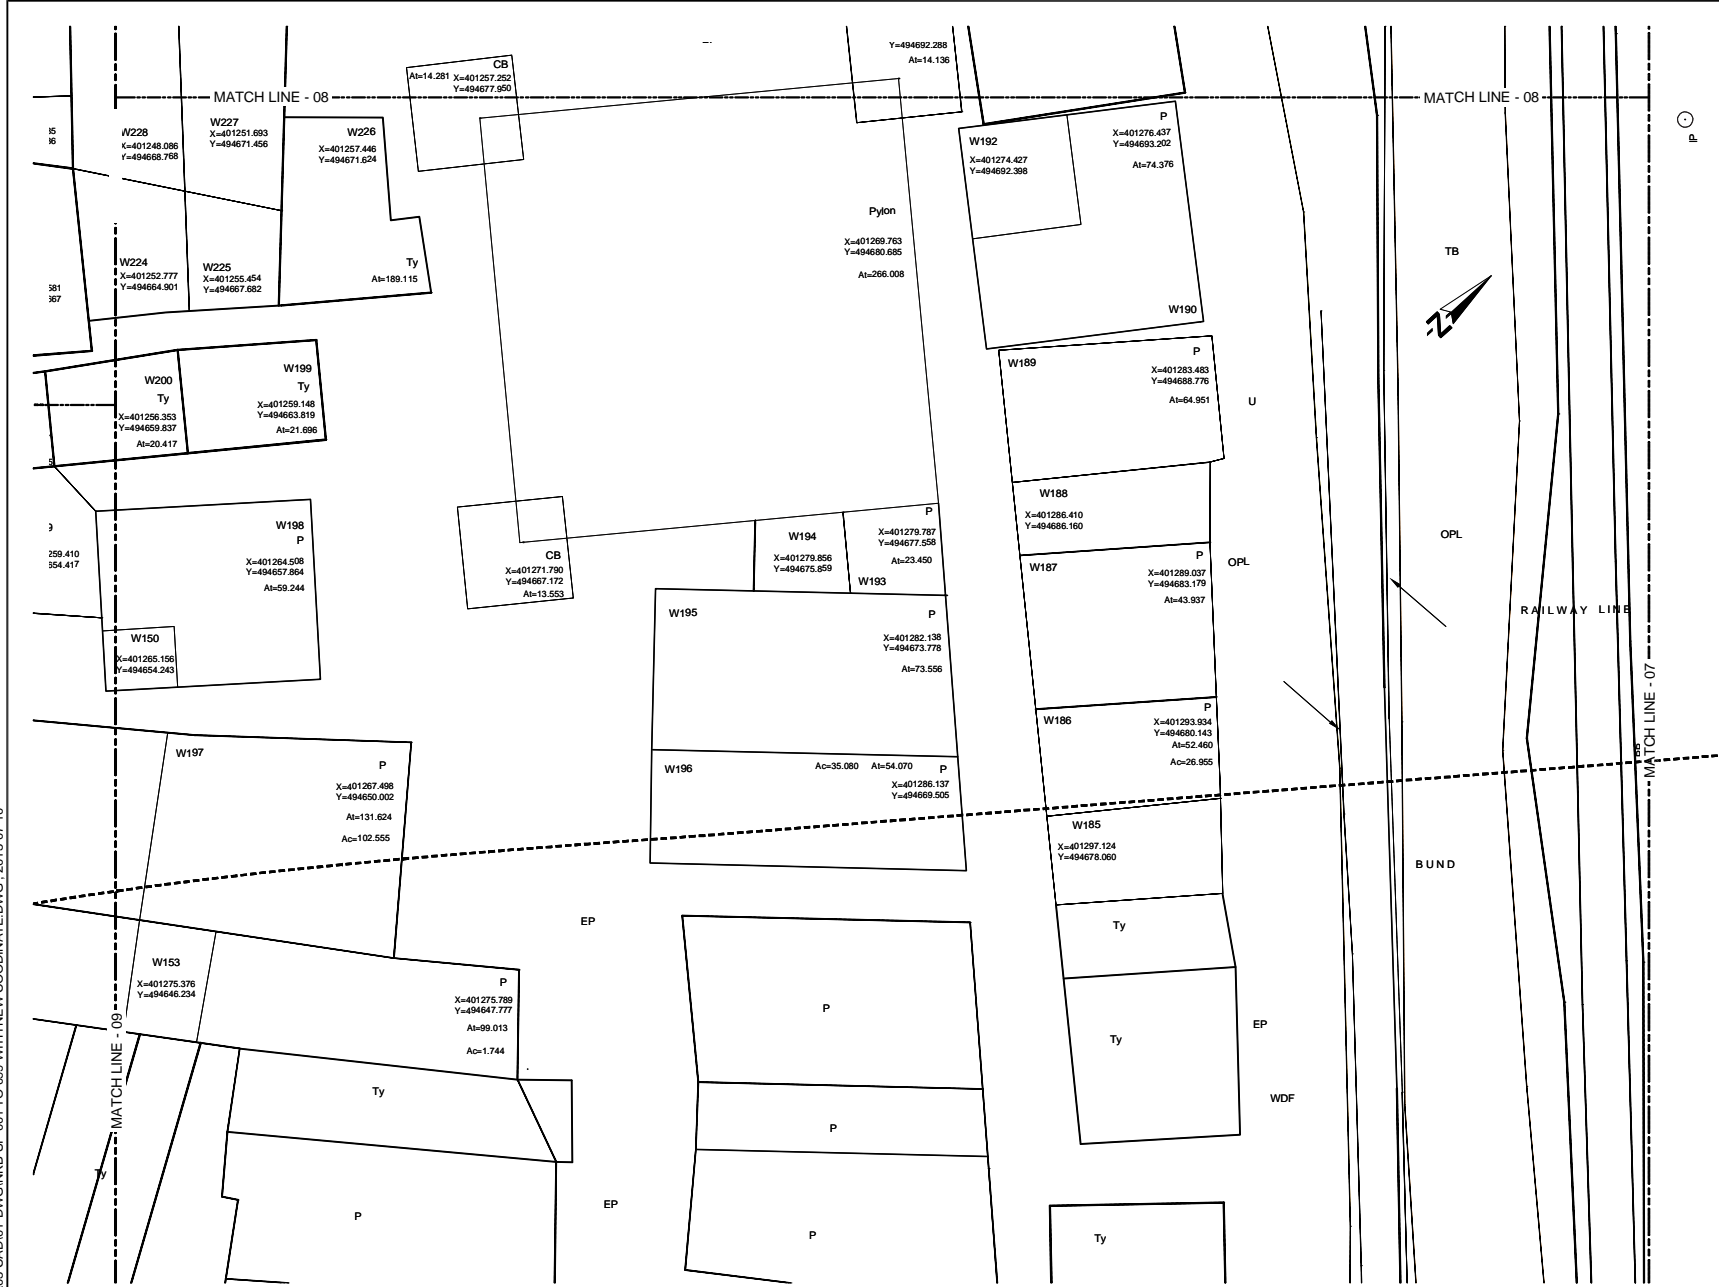 Y=494692.288
At=14.136
CB
At=14.281
X=401257.252
Y=494677.950
MATCH LINE - 08
MATCH LINE - 08
IP
W228
X=401248.086
Y=494668.768
W227
X=401251.693
Y=494671.456
W226
X=401257.446
Y=494671.624
W192
X=401274.427
Y=494692.398
P
X=401276.437
Y=494693.202
At=74.376
W190
Pylon
X=401269.763
Y=494680.685
At=266.008
TB
N
W224
X=401252.777
Y=494664.901
W225
X=401255.454
Y=494667.682
Ty
At=189.115
581
667
W200
Ty
X=401256.353
Y=494659.837
At=20.417
W199
Ty
X=401259.148
Y=494663.819
At=21.696
W189
P
X=401283.483
Y=494688.776
At=64.951
U
W188
X=401286.410
Y=494686.160
OPL
OPL
9
259.410
654.417
W198
P
X=401264.508
Y=494657.864
At=59.244
CB
X=401271.790
Y=494667.172
At=13.553
W194
X=401279.856
Y=494675.859
P
X=401279.787
Y=494677.558
At=23.450
W193
W187
P
X=401289.037
Y=494683.179
At=43.937
RAILWAY LINE
W150
X=401265.156
Y=494654.243
W195
P
X=401282.138
Y=494673.778
At=73.556
W186
P
X=401293.934
Y=494680.143
At=52.460
Ac=26.955
MATCH LINE - 07
W197
P
X=401267.498
Y=494650.002
At=131.624
Ac=102.555
W196
Ac=35.080
At=54.070
P
X=401286.137
Y=494669.505
W185
X=401297.124
Y=494678.060
BUND
EP
Ty
W153
X=401275.376
Y=494646.234
P
X=401275.789
Y=494647.777
At=99.013
Ac=1.744
MATCH LINE - 09
P
Ty
EP
WDF
Ty
P
Ty
EP
P
P
Ty